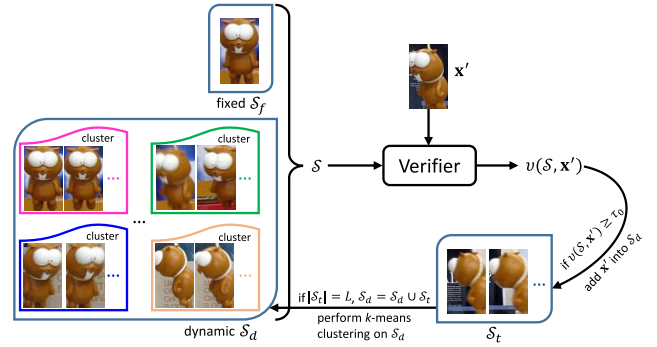 fixed 𝒮_f
cluster
cluster
...
...
...
cluster
cluster
...
...
dynamic 𝒮_d
𝒮
x′
Verifier
υ(𝒮, x′)
if υ(𝒮, x′) ≥ τ₀
add x′ into 𝒮_d
...
𝒮_t
if |𝒮_t| = L, 𝒮_d = 𝒮_d ∪ 𝒮_t
perform k-means
clustering on 𝒮_d